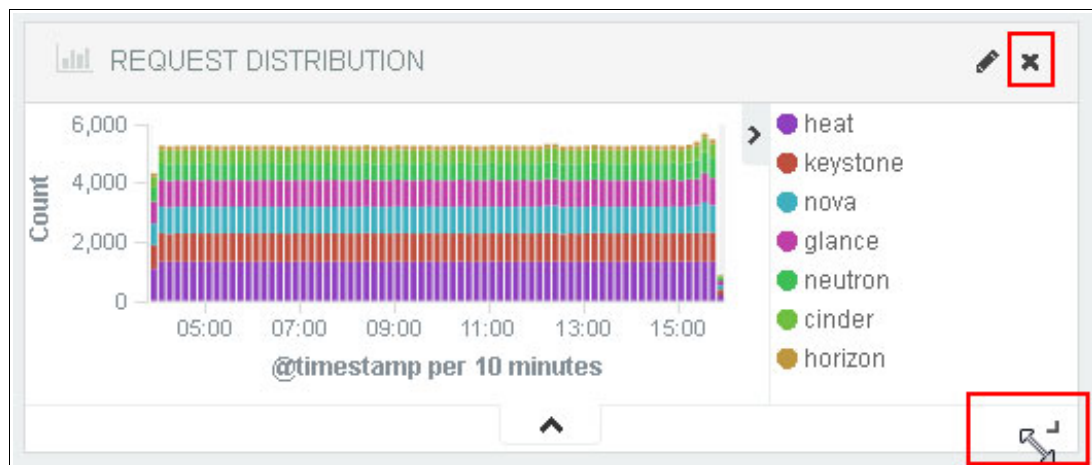 REQUEST DISTRIBUTION
6,000
4,000
2,000
0
Count
05:00 07:00 09:00 11:00 13:00 15:00
@timestamp per 10 minutes
heat
keystone
nova
glance
neutron
cinder
horizon